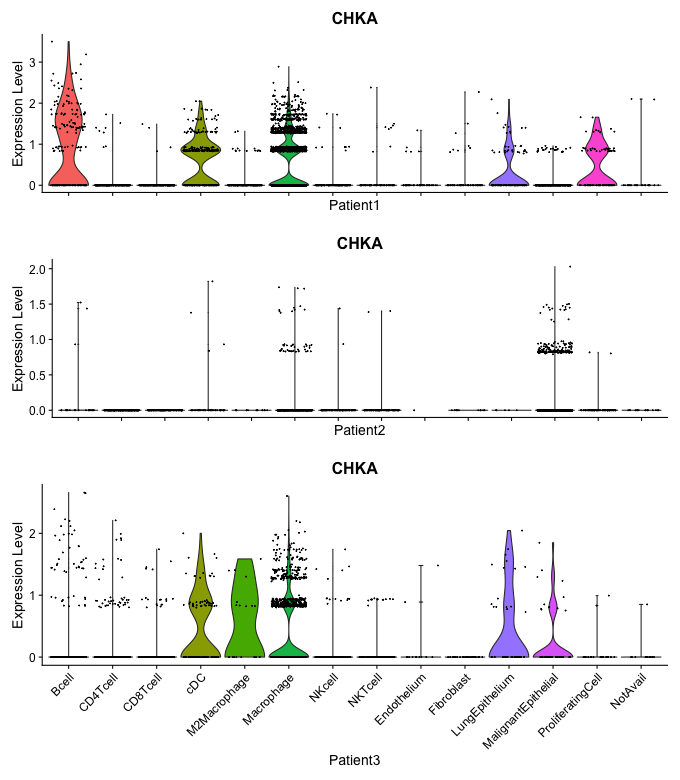 CHKA
Expression Level
3
2
1
0
Patient1
CHKA
Expression Level
2.0
1.5
1.0
0.5
0.0
Patient2
CHKA
Expression Level
2
1
0
Bcell
CD4Tcell
CD8Tcell
cDC
M2Macrophage
Macrophage
NKcell
NKTcell
Endothelium
Fibroblast
LungEpithelium
MalignantEpithelial
ProliferatingCell
NotAvail
Patient3